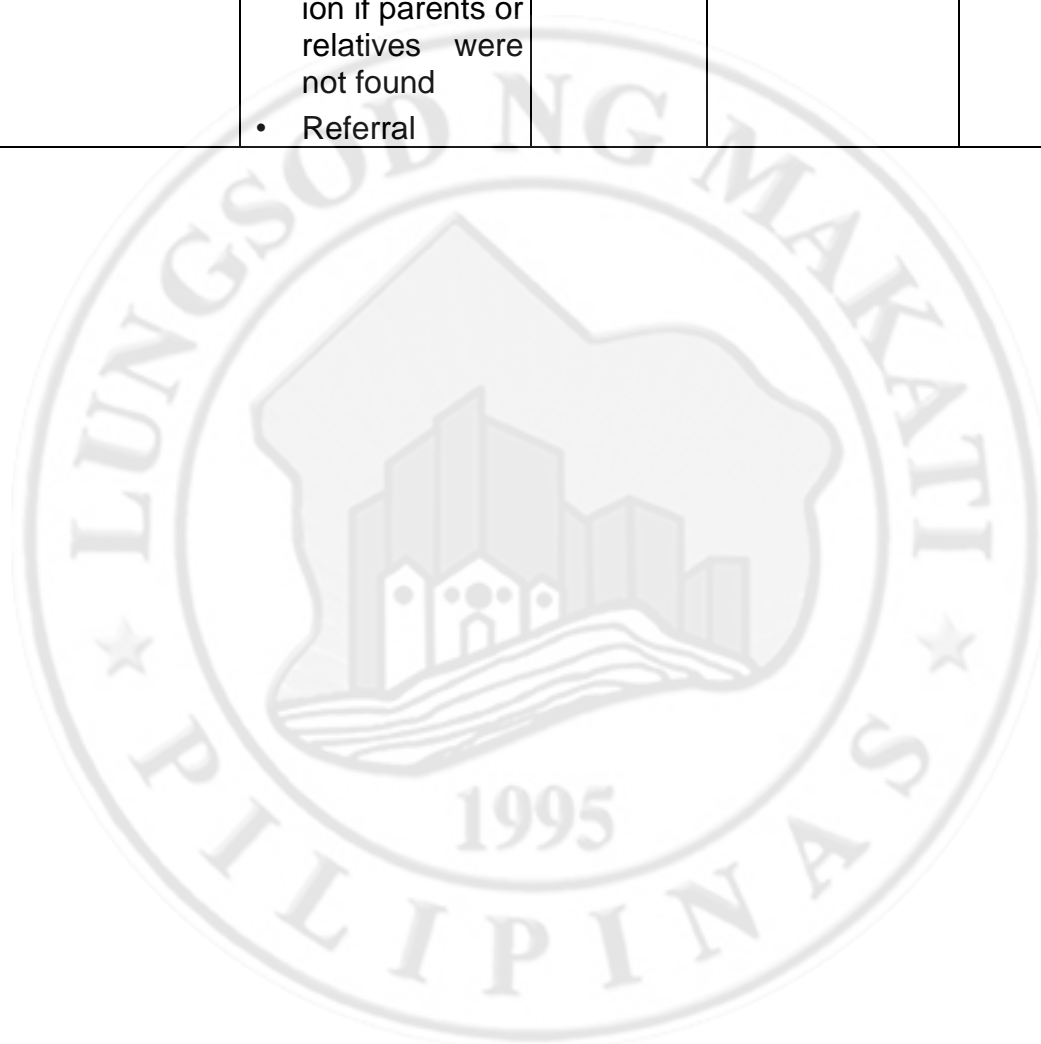 ion if parents or
relatives were
not found
• Referral
LUNGSOD NG MAKATI
1995
PILIPINAS